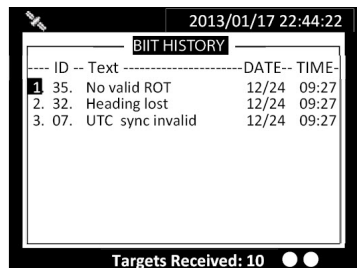 2013/01/17 22:44:22
BIIT HISTORY
---- ID -- Text ----------------------DATE-- TIME-
1. 35. No valid ROT 12/24 09:27
2. 32. Heading lost 12/24 09:27
3. 07. UTC sync invalid 12/24 09:27
Targets Received: 10